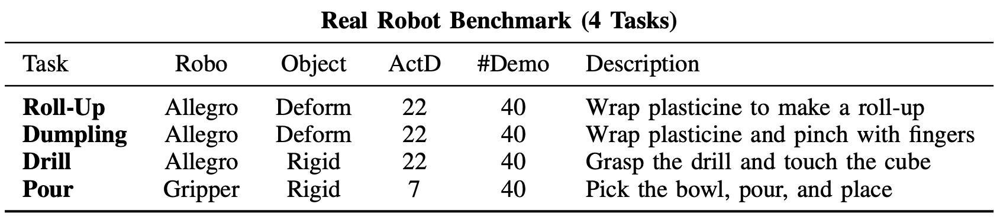 Real Robot Benchmark (4 Tasks)
Task Robo Object ActD #Demo Description
Roll-Up Allegro Deform 22 40 Wrap plasticine to make a roll-up
Dumpling Allegro Deform 22 40 Wrap plasticine and pinch with fingers
Drill Allegro Rigid 22 40 Grasp the drill and touch the cube
Pour Gripper Rigid 7 40 Pick the bowl, pour, and place